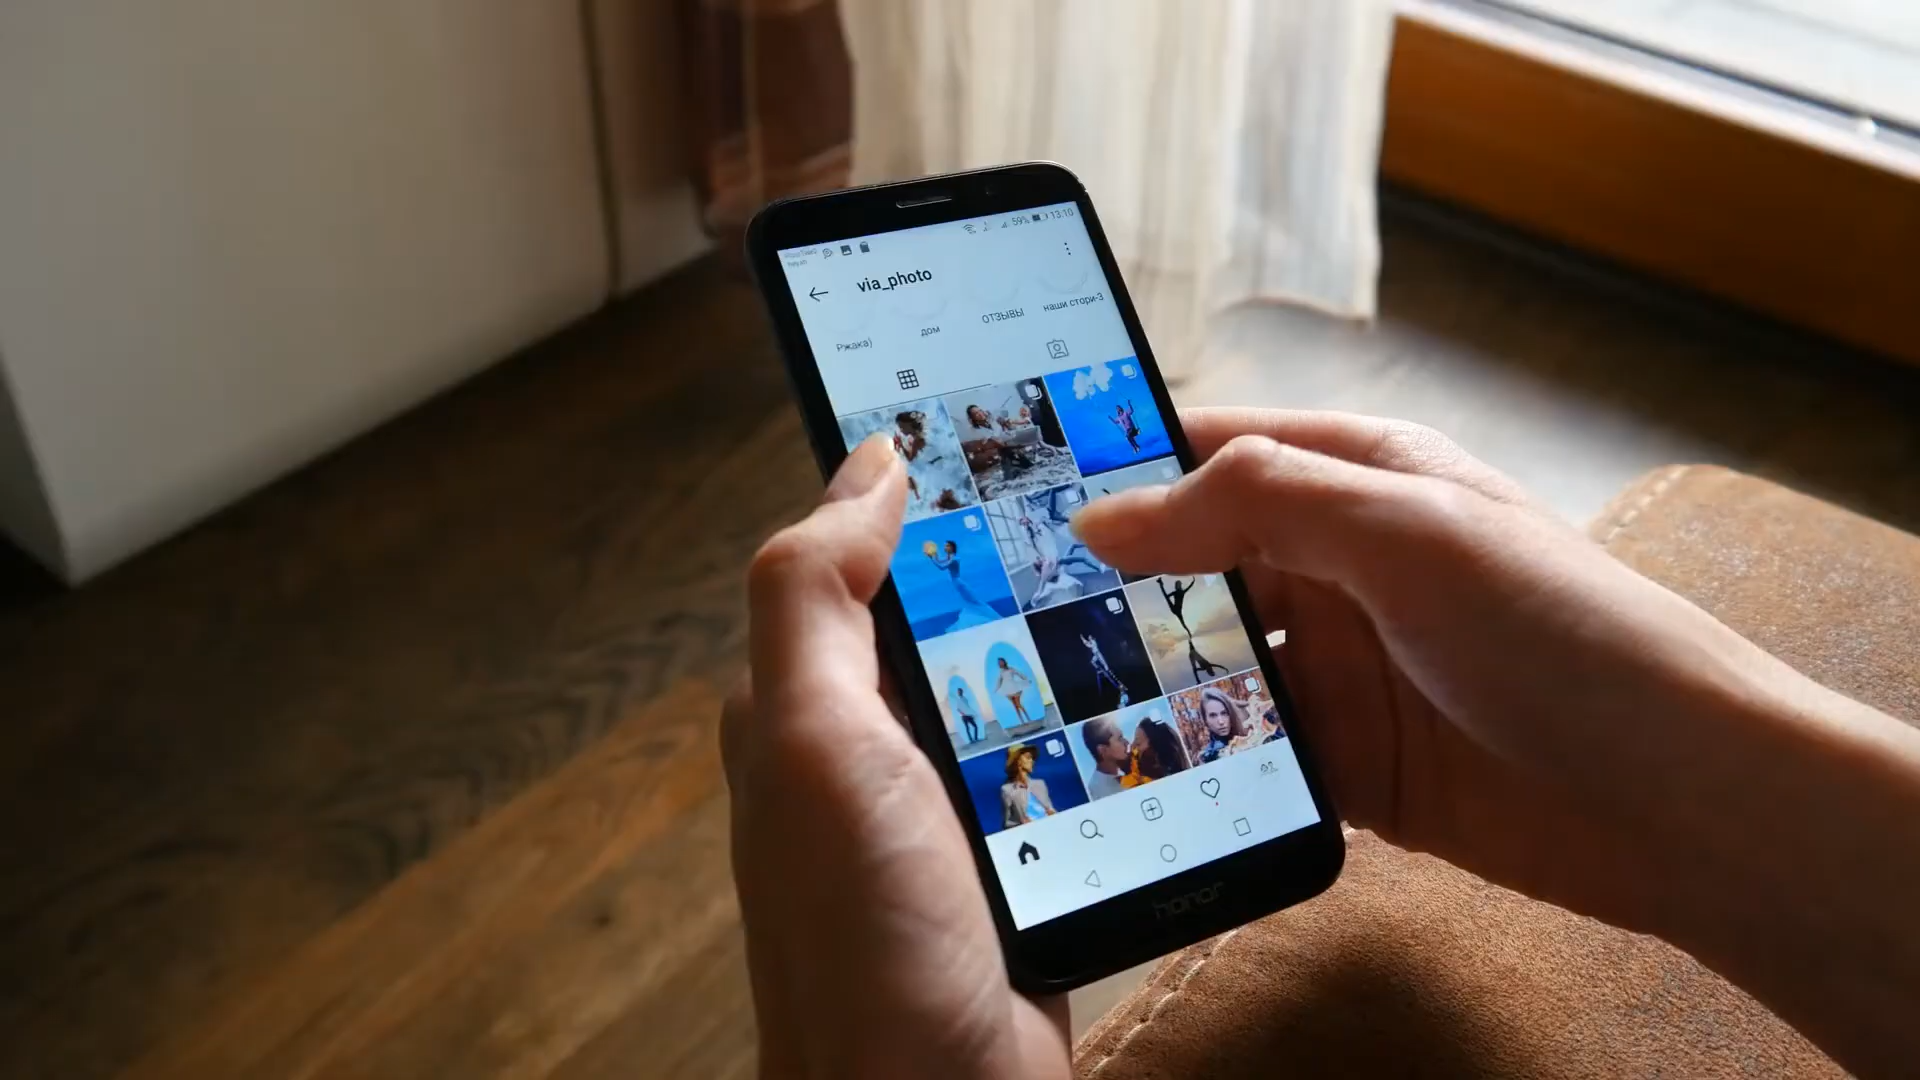 59% 13:10
via_photo
Ржака)
дом
ОТЗЫВЫ
наши стори-3
honor